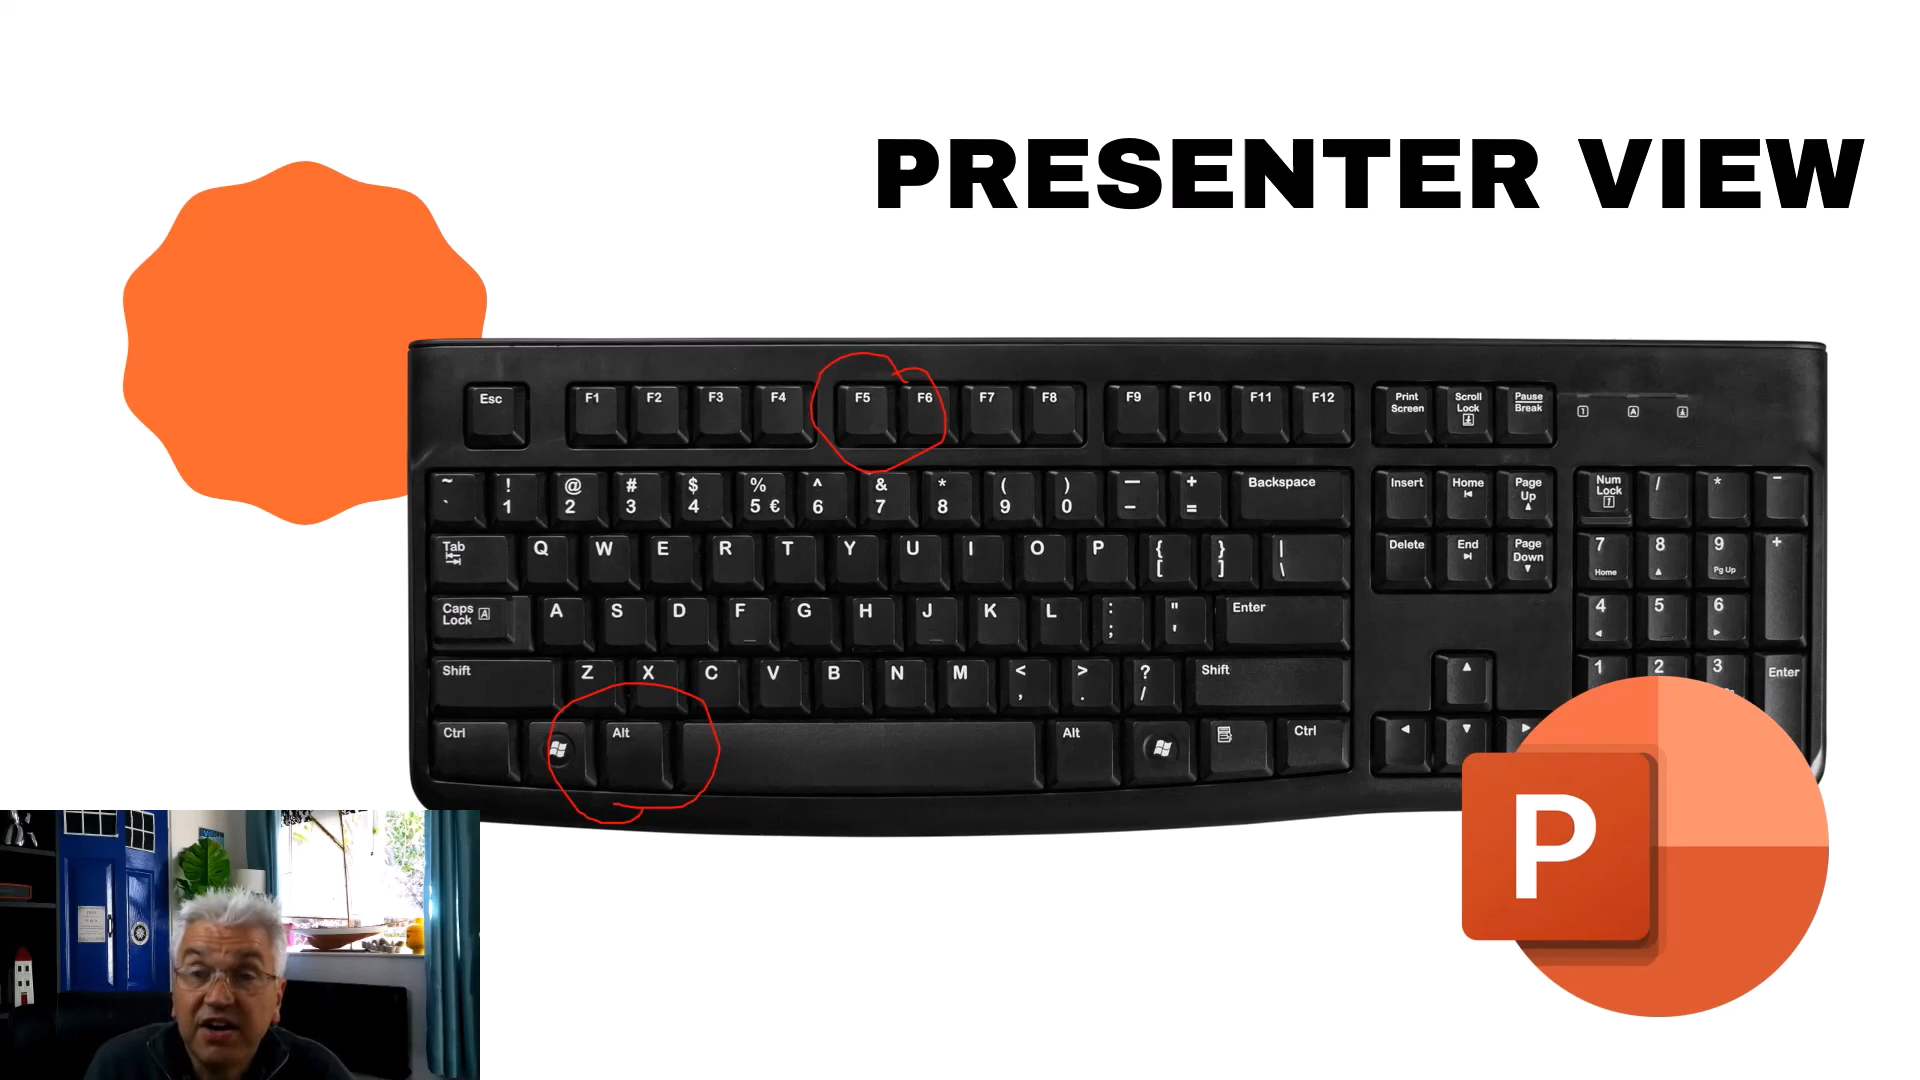 PRESENTER VIEW
Esc F1 F2 F3 F4 F5 F6 F7 F8 F9 F10 F11 F12 Print Screen Scroll Lock Pause Break
~ ` ! 1 @ 2 # 3 $ 4 % 5 € ^ 6 & 7 * 8 ( 9 ) 0 — - + = Backspace Insert Home Page Up Num Lock / * -
Tab Q W E R T Y U I O P { [ } ] | \ Delete End Page Down 7 Home 8 9 Pg Up +
Caps Lock A A S D F G H J K L : ; " ' Enter 4 5 6
Shift Z X C V B N M < , > . ? / Shift 1 2 3 Enter
Ctrl Alt Alt Ctrl
P